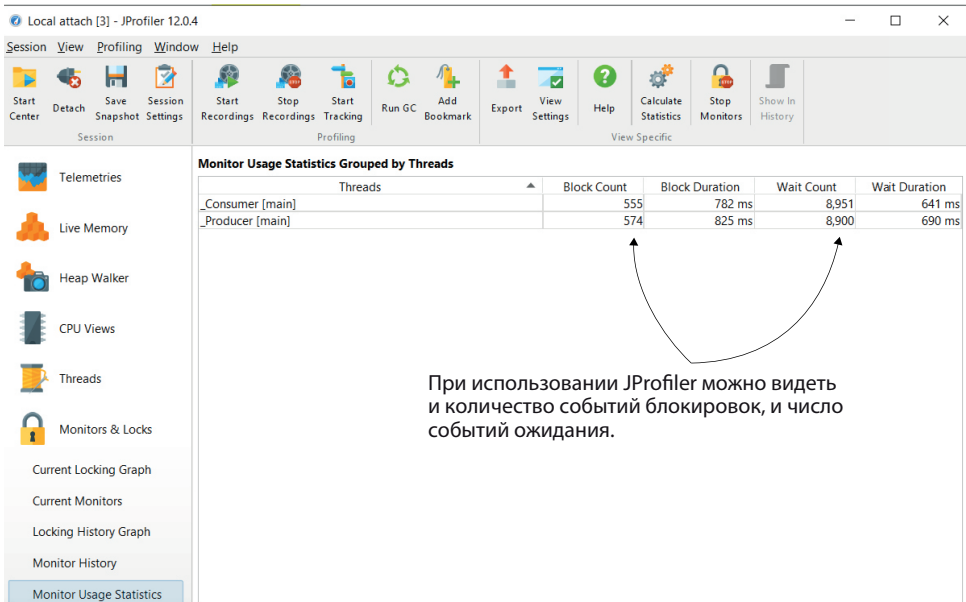 Local attach [3] - JProfiler 12.0.4
Session View Profiling Window Help
Start Center
Detach
Save Snapshot
Session Settings
Start Recordings
Stop Recordings
Start Tracking
Run GC
Add Bookmark
Export
View Settings
Help
Calculate Statistics
Stop Monitors
Show In History
Session
Profiling
View Specific
Telemetries
Live Memory
Heap Walker
CPU Views
Threads
Monitors & Locks
Current Locking Graph
Current Monitors
Locking History Graph
Monitor History
Monitor Usage Statistics
Monitor Usage Statistics Grouped by Threads
Threads Block Count Block Duration Wait Count Wait Duration
_Consumer [main] 555 782 ms 8,951 641 ms
_Producer [main] 574 825 ms 8,900 690 ms
При использовании JProfiler можно видеть
и количество событий блокировок, и число
событий ожидания.